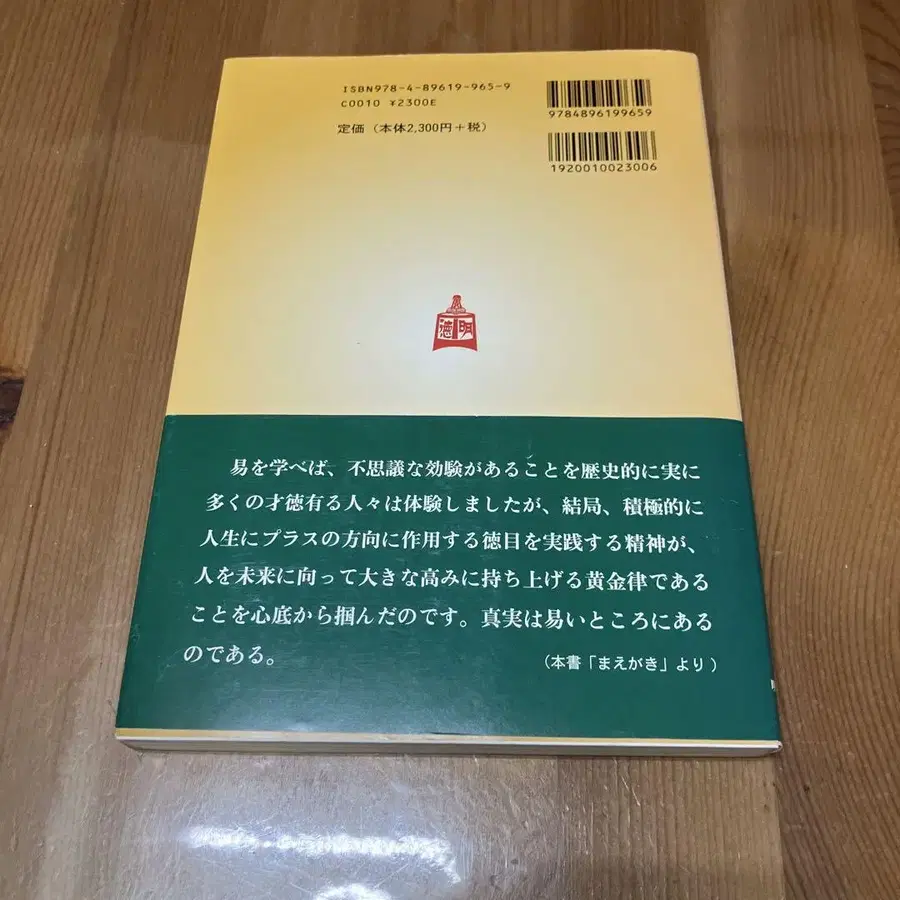 ISBN978-4-89619-965-9
C0010 ¥2300E
定価（本体2,300円＋税）
9784896199659
1920010023006
明徳
易を学べば、不思議な効験があることを歴史的に実に
多くの才徳有る人々は体験しましたが、結局、積極的に
人生にプラスの方向に作用する徳目を実践する精神が、
人を未来に向って大きな高みに持ち上げる黄金律である
ことを心底から掴んだのです。真実は易いところにある
のである。
（本書「まえがき」より）